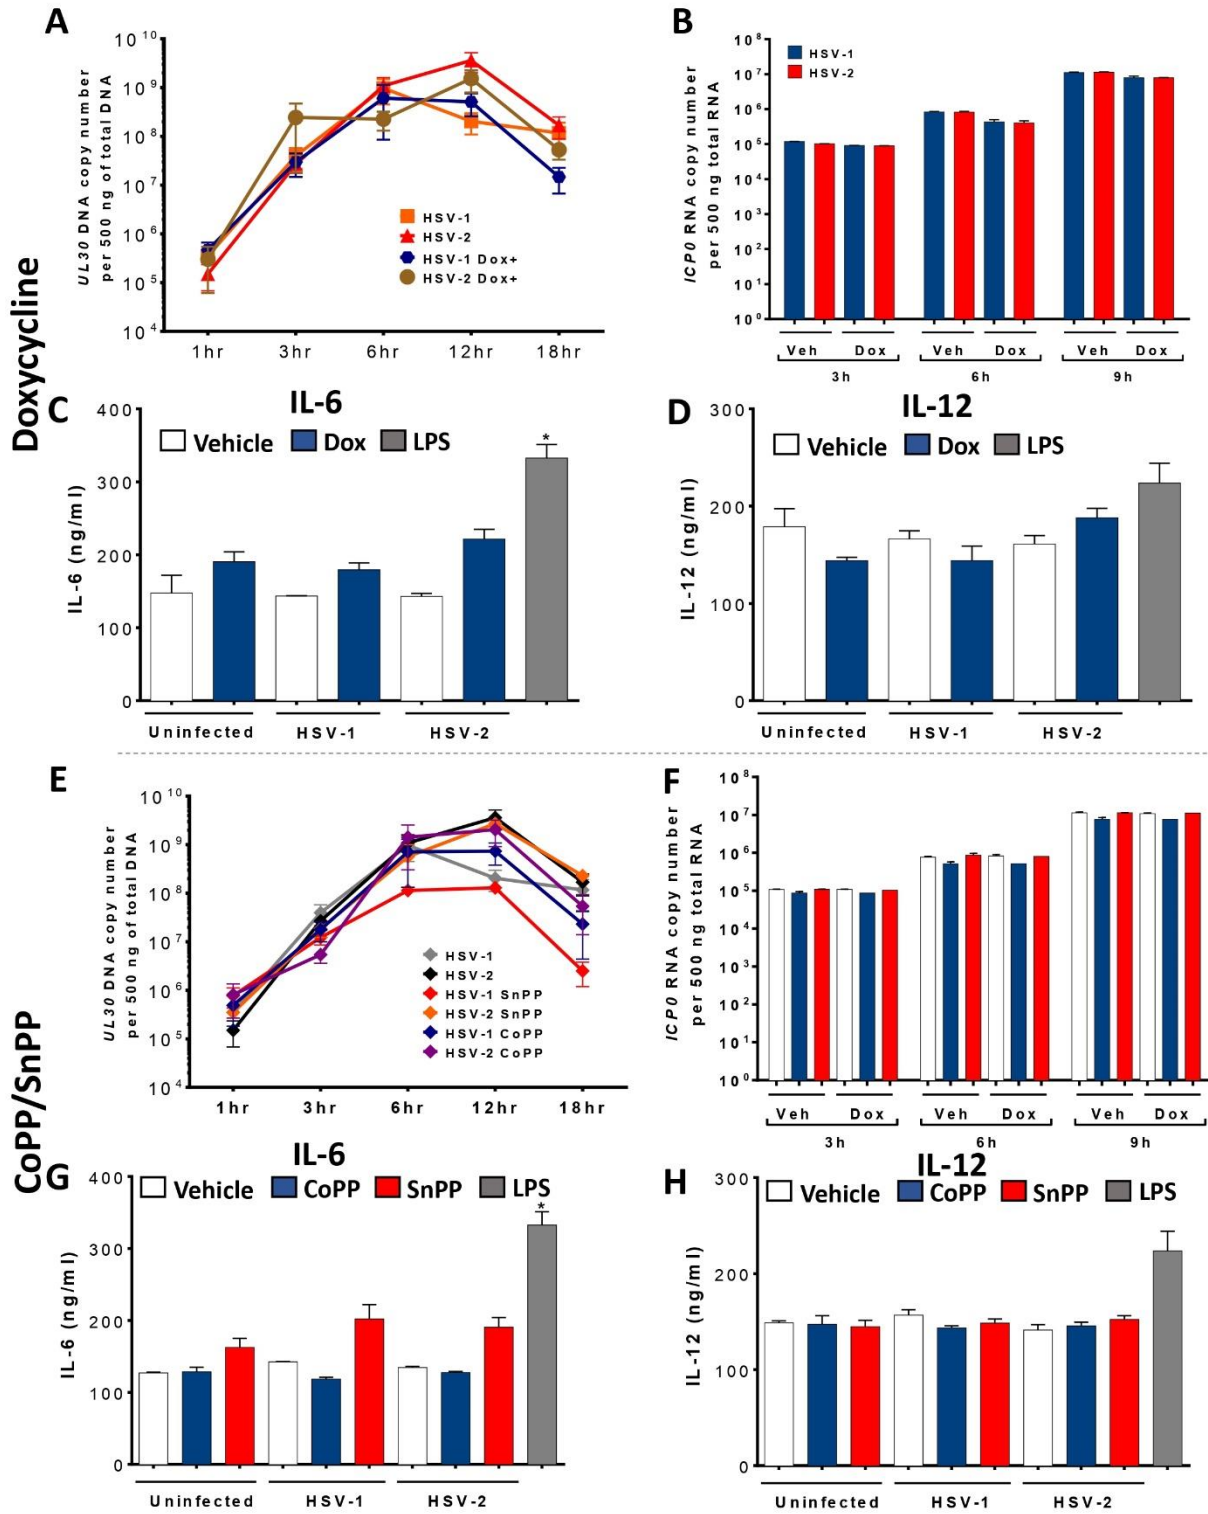 Doxycline
A
UL30 DNA copy number
per 500 ng of total DNA
10^10
10^9
10^8
10^7
10^6
10^5
10^4
HSV-1
HSV-2
HSV-1 Dox+
HSV-2 Dox+
1hr 3hr 6hr 12hr 18hr
B
ICP0 RNA copy number
per 500 ng of total RNA
10^8
10^7
10^6
10^5
10^4
10^3
10^2
10^1
10^0
HSV-1
HSV-2
Veh Dox Veh Dox Veh Dox
3h 6h 9h
C
IL-6
IL-6 (ng/ml)
400
300
200
100
0
Vehicle Dox LPS
*
Uninfected HSV-1 HSV-2
D
IL-12
IL-12 (ng/ml)
300
200
100
0
Vehicle Dox LPS
Uninfected HSV-1 HSV-2
CoPP/SnPP
E
UL30 DNA copy number
per 500 ng of total DNA
10^10
10^9
10^8
10^7
10^6
10^5
10^4
HSV-1
HSV-2
HSV-1 SnPP
HSV-2 SnPP
HSV-1 CoPP
HSV-2 CoPP
1hr 3hr 6hr 12hr 18hr
F
ICP0 RNA copy number
per 500 ng total RNA
10^8
10^7
10^6
10^5
10^4
10^3
10^2
10^1
10^0
Veh Dox Veh Dox Veh Dox
3h 6h 9h
G
IL-6
IL-6 (ng/ml)
400
300
200
100
0
Vehicle CoPP SnPP LPS
*
Uninfected HSV-1 HSV-2
H
IL-12
IL-12 (ng/ml)
300
200
100
0
Vehicle CoPP SnPP LPS
Uninfected HSV-1 HSV-2